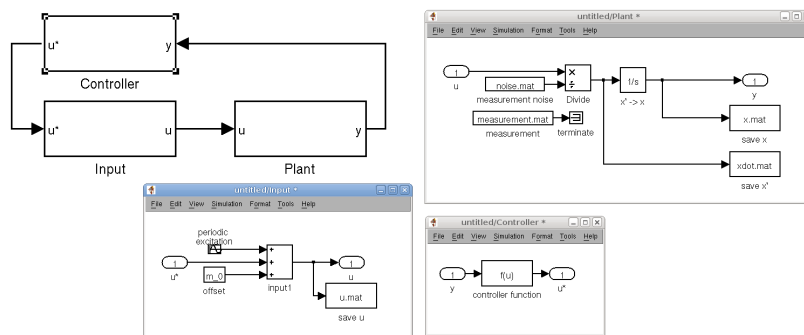 u*
y
Controller
u*
u
Input
u
y
Plant
untitled/Plant *
File Edit View Simulation Format Tools Help
1
u
noise.mat
measurement noise
×
÷
Divide
f/s
x' -> x
1
y
measurement.mat
measurement
terminate
x.mat
save x
xdot.mat
save x'
untitled/Input *
File Edit View Simulation Format Tools Help
periodic
excitation
1
u*
m_0
offset
+
+
+
input1
1
u
u.mat
save u
untitled/Controller *
File Edit View Simulation Format Tools Help
1
y
f(u)
controller function
1
u*